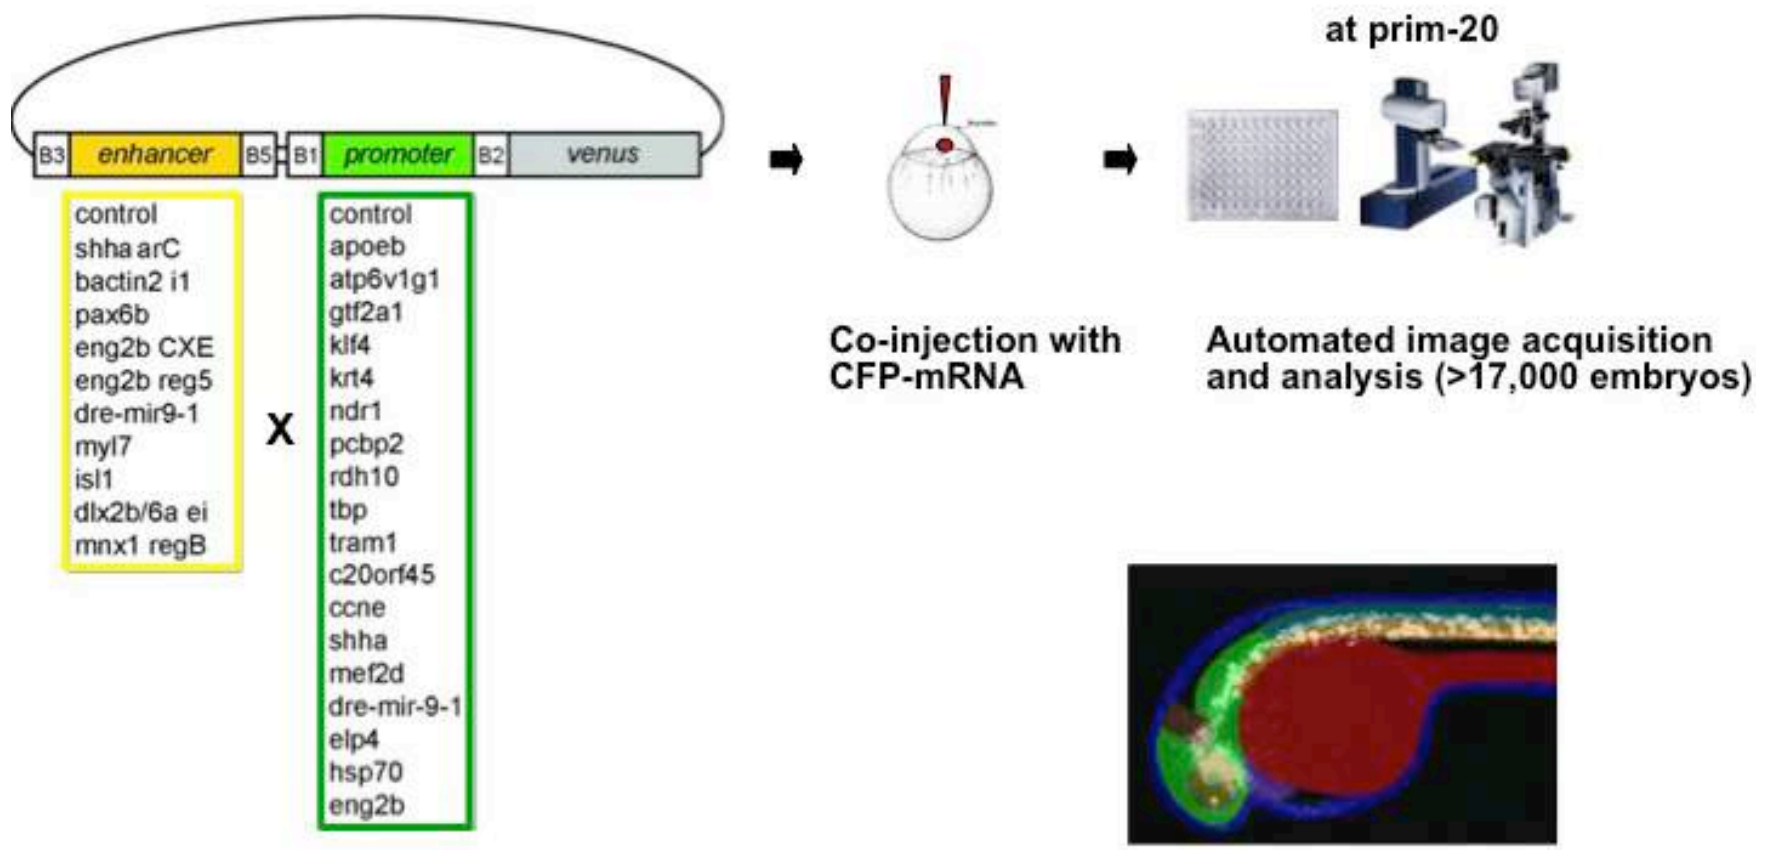 at prim-20
B3 enhancer B5 B1 promoter B2 venus
control
shha arC
bactin2 i1
pax6b
eng2b CXE
eng2b reg5
dre-mir9-1
myl7
isl1
dlx2b/6a ei
mnx1 regB
X
control
apoeb
atp6v1g1
gtf2a1
klf4
krt4
ndr1
pcbp2
rdh10
tbp
tram1
c20orf45
ccne
shha
mef2d
dre-mir-9-1
elp4
hsp70
eng2b
Co-injection with
CFP-mRNA
Automated image acquisition
and analysis (>17,000 embryos)